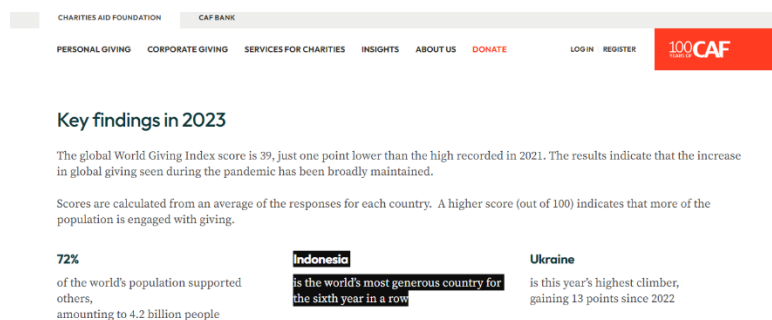 CHARITIES AID FOUNDATION
CAF BANK
PERSONAL GIVING CORPORATE GIVING SERVICES FOR CHARITIES INSIGHTS ABOUT US DONATE LOG IN REGISTER
100 YEARS OF CAF
Key findings in 2023
The global World Giving Index score is 39, just one point lower than the high recorded in 2021. The results indicate that the increase
in global giving seen during the pandemic has been broadly maintained.
Scores are calculated from an average of the responses for each country. A higher score (out of 100) indicates that more of the
population is engaged with giving.
72%
of the world's population supported
others,
amounting to 4.2 billion people
Indonesia
is the world's most generous country for
the sixth year in a row
Ukraine
is this year's highest climber,
gaining 13 points since 2022